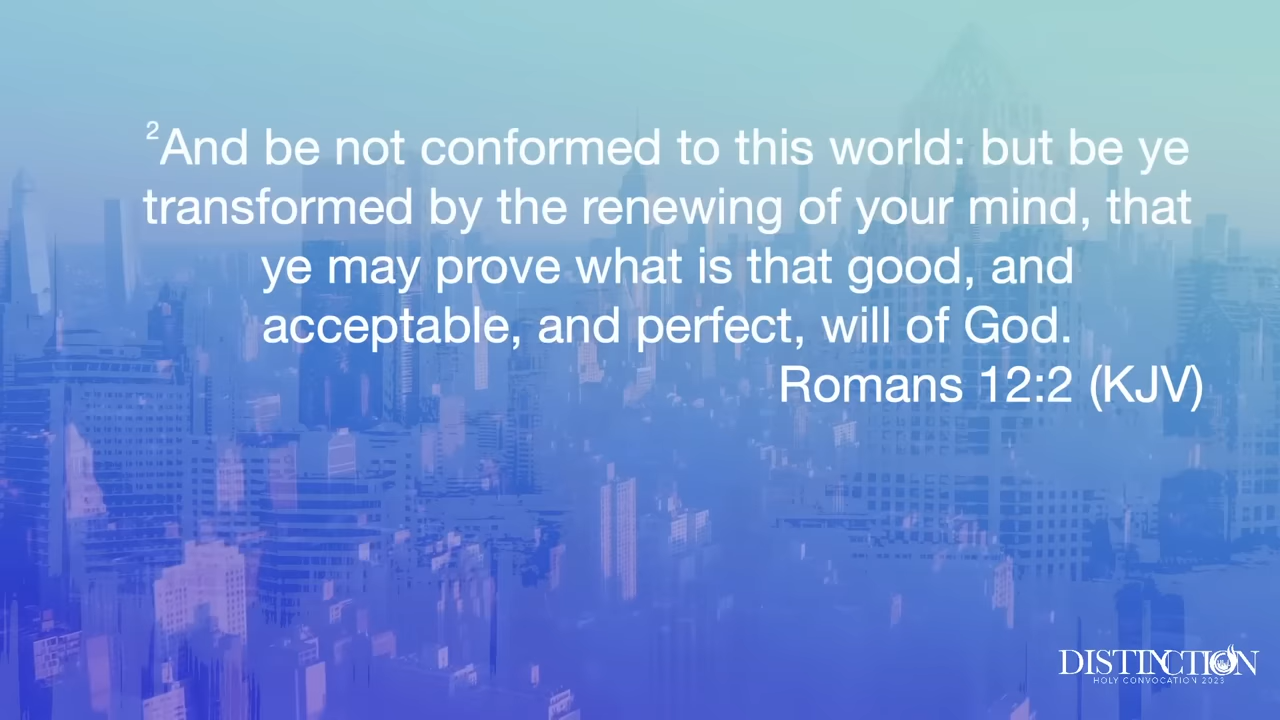 ²And be not conformed to this world: but be ye
transformed by the renewing of your mind, that
ye may prove what is that good, and
acceptable, and perfect, will of God.
Romans 12:2 (KJV)
DISTINCTION
HOLY CONVOCATION 2023